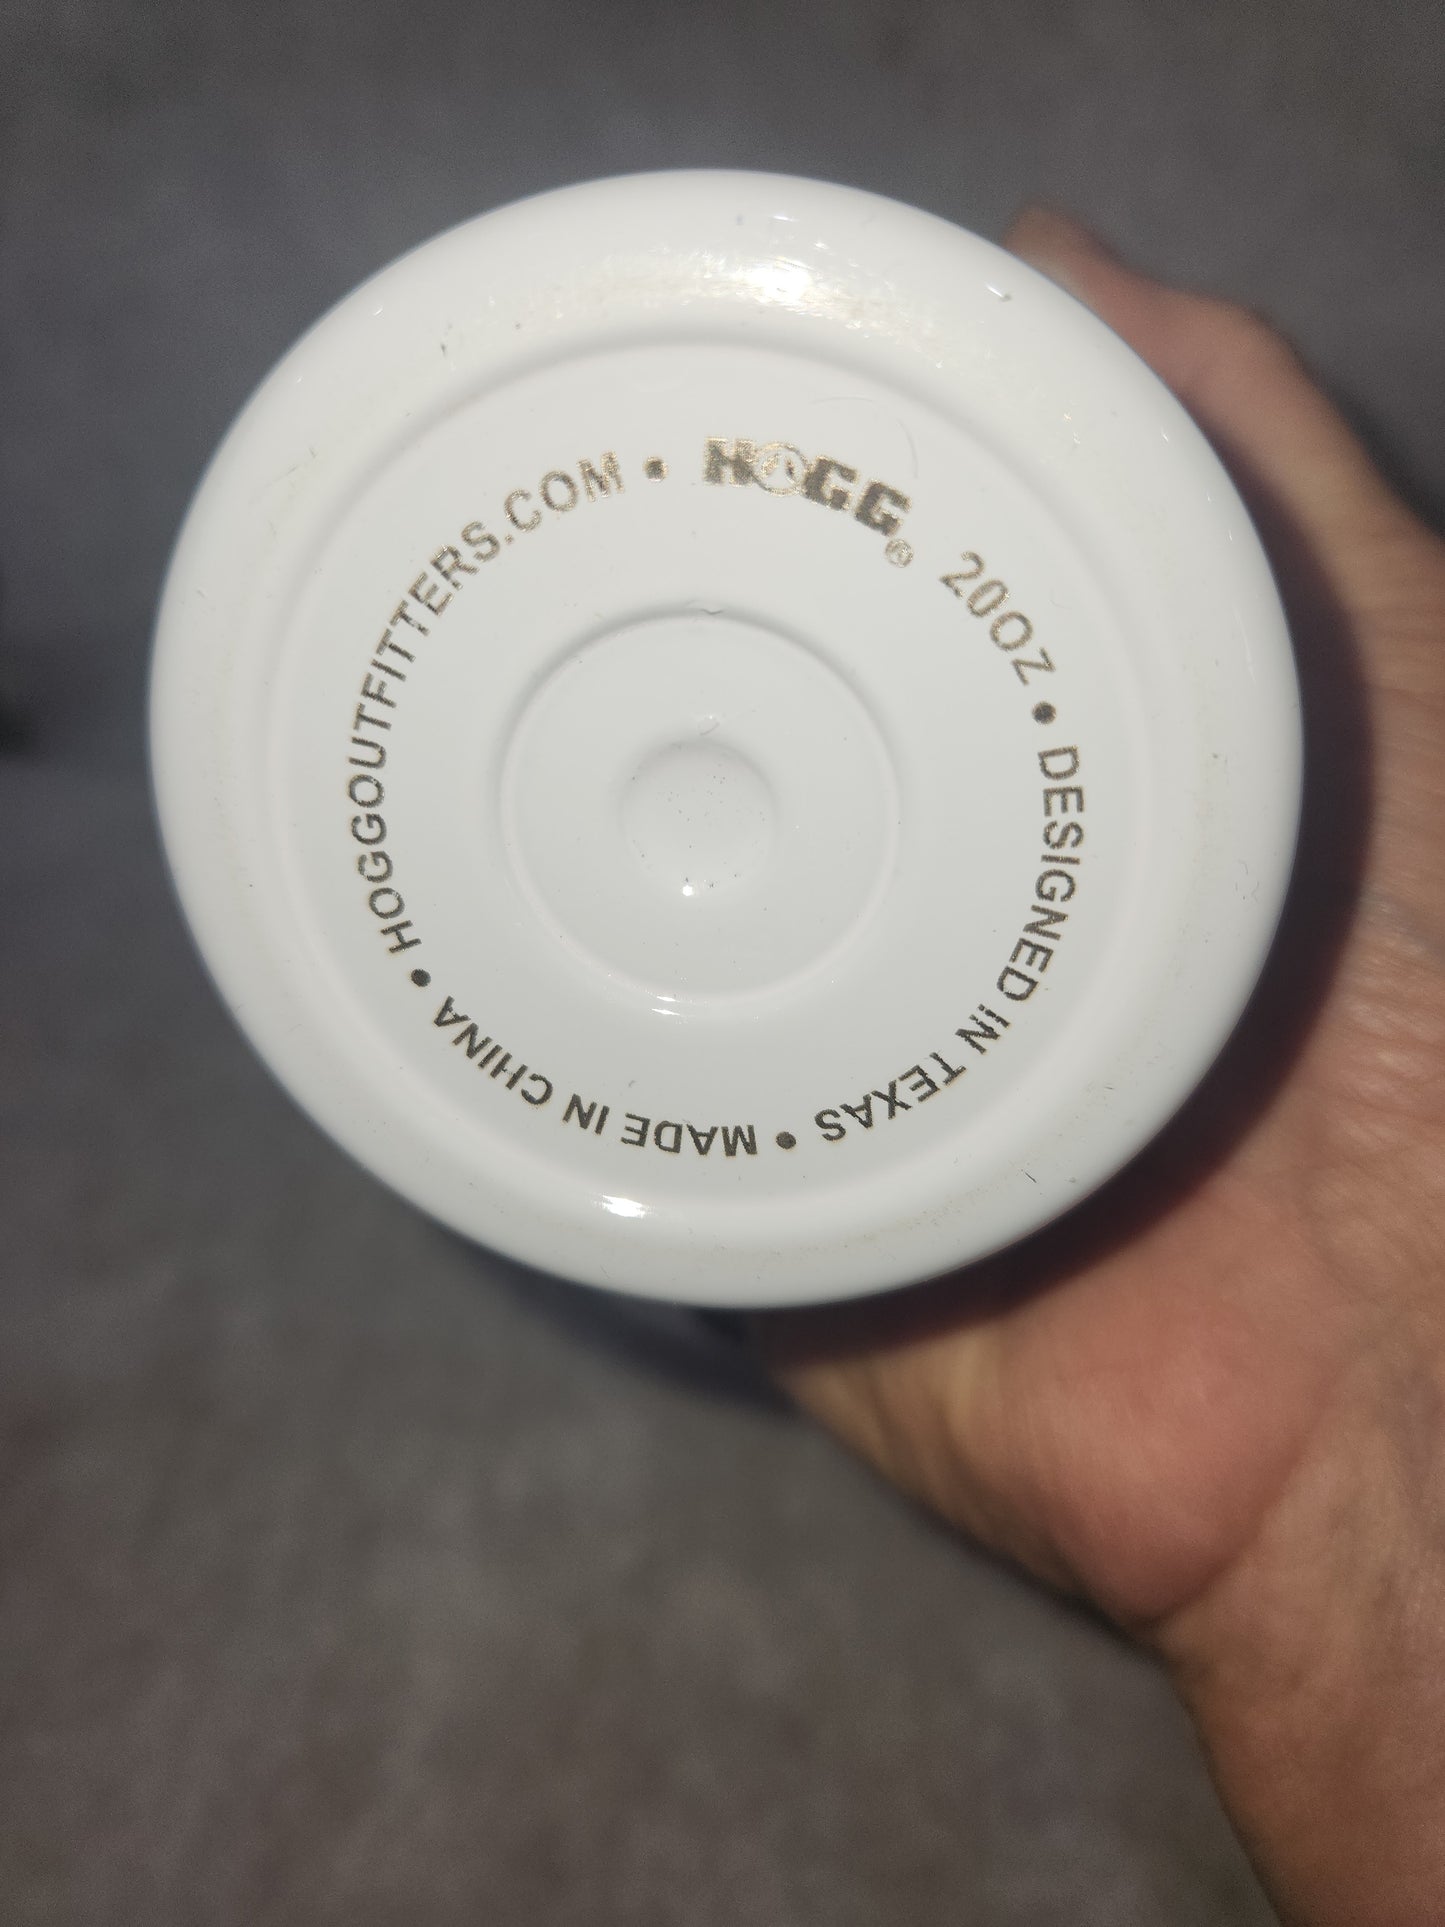 HOGG® 20OZ • DESIGNED IN TEXAS • MADE IN CHINA • HOGGOUTFITTERS.COM •